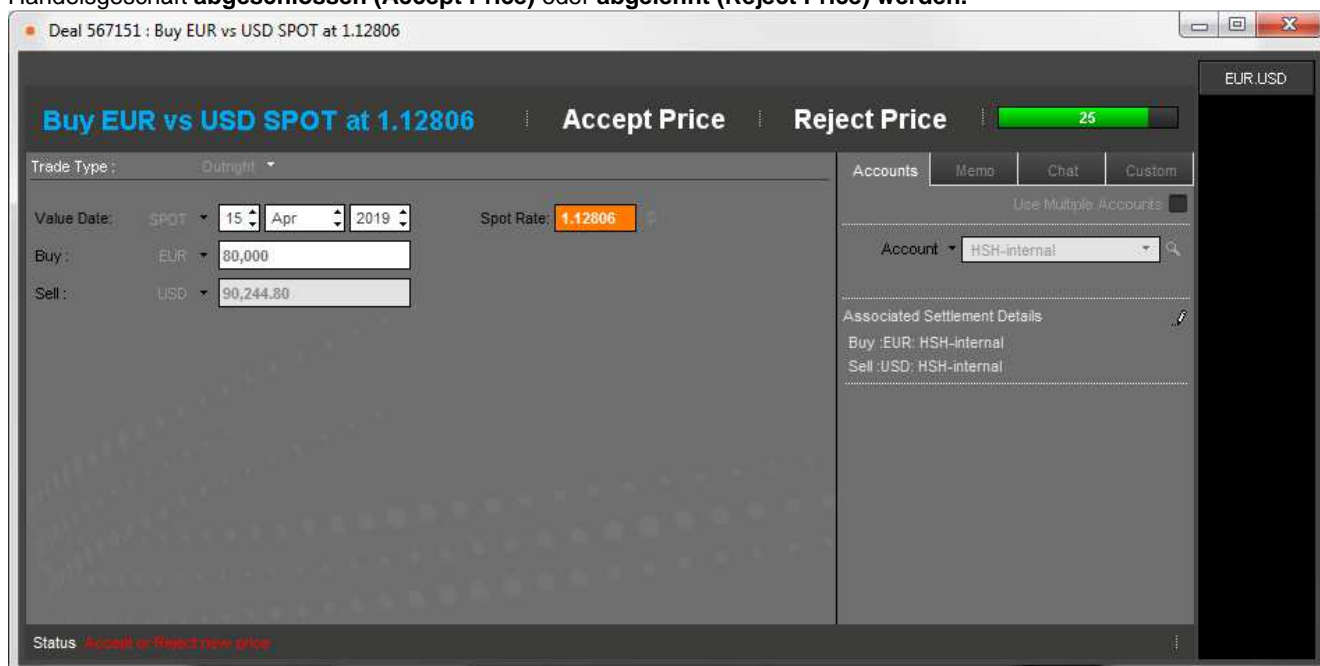 Handelsgeschäft abgeschlossen (Accept Price) oder abgelehnt (Reject Price) werden.
Deal 567151 : Buy EUR vs USD SPOT at 1.12806
EUR.USD
Buy EUR vs USD SPOT at 1.12806 Accept Price Reject Price 25
Trade Type : Outright
Accounts Memo Chat Custom
Use Multiple Accounts
Value Date: SPOT 15 Apr 2019 Spot Rate: 1.12806
Account HSH-internal
Buy : EUR 80,000
Sell : USD 90,244.80
Associated Settlement Details
Buy :EUR: HSH-internal
Sell :USD: HSH-internal
Status Accept or Reject new price